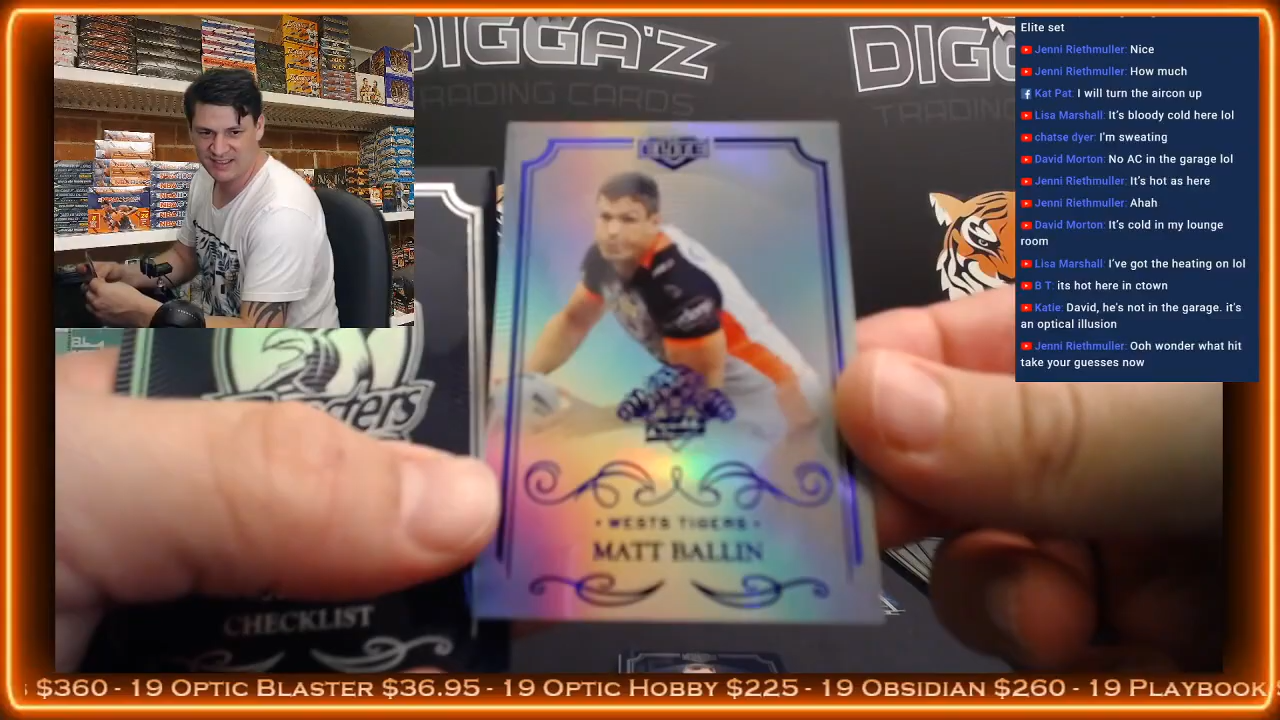 DIGGA'Z
TRADING CARDS
DIGG
TRADING
Elite set
Jenni Riethmuller: Nice
Jenni Riethmuller: How much
Kat Pat: I will turn the aircon up
Lisa Marshall: It's bloody cold here lol
chatse dyer: I'm sweating
David Morton: No AC in the garage lol
Jenni Riethmuller: It's hot as here
Jenni Riethmuller: Ahah
David Morton: It's cold in my lounge
room
Lisa Marshall: I've got the heating on lol
B T: its hot here in ctown
Katie: David, he's not in the garage. it's
an optical illusion
Jenni Riethmuller: Ooh wonder what hit
take your guesses now
ELITE
• WESTS TIGERS •
MATT BALLIN
CHECKLIST
$360 - 19 OPTIC BLASTER $36.95 - 19 OPTIC HOBBY $225 - 19 OBSIDIAN $260 - 19 PLAYBOOK